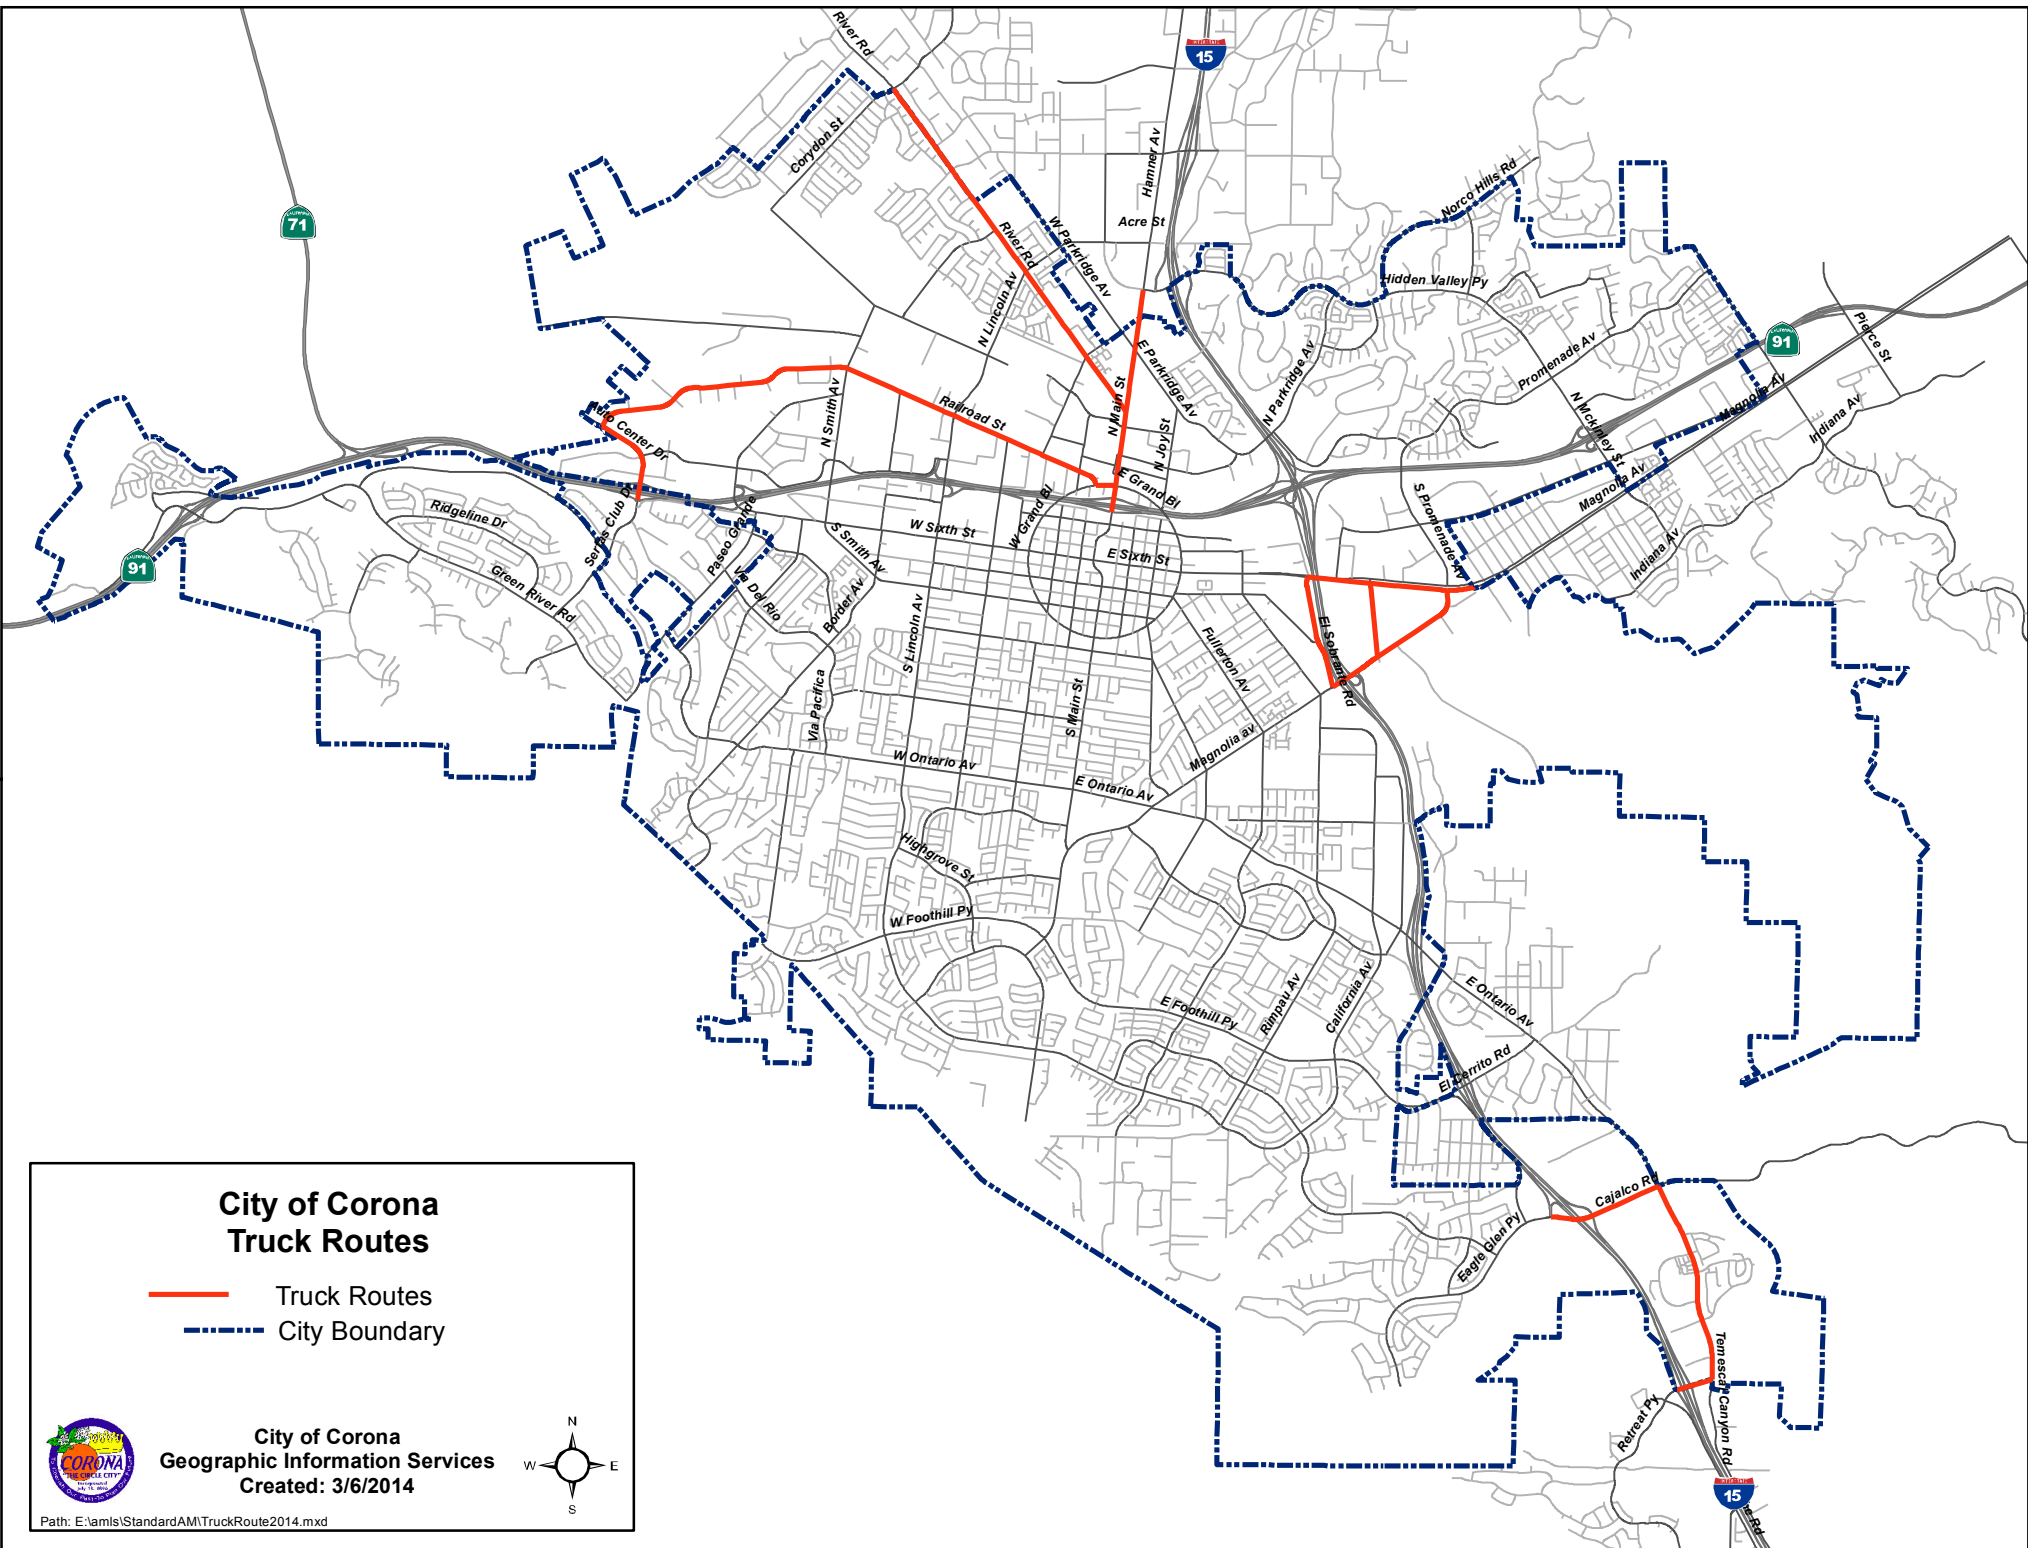 River Rd
15
Corydon St
Hamner Av
Norco Hills Rd
71
Acre St
W Parkridge Av
River Rd
Hidden Valley Py
N Lincoln Av
Pierce St
91
E Parkridge Av
N Parkridge Av
Promenade Av
Magnolia Av
N Main St
N Smith Av
Railroad St
N Mckinley St
Indiana Av
Auto Center Dr
N Joy St
E Grand Bl
Magnolia Av
S Promenade Av
Ridgeline Dr
Serfas Club Dr
Paseo Grande
W Grand Bl
W Sixth St
S Smith Av
E Sixth St
Indiana Av
91
Green River Rd
Via Del Rio
Border Av
S Lincoln Av
Fullerton Av
El Sobrante Rd
Via Pacifica
S Main St
Magnolia av
W Ontario Av
E Ontario Av
Highgrove St
W Foothill Py
E Foothill Py
Rimpau Av
California Av
E Ontario Av
El Cerrito Rd
Cajalco Rd
Eagle Glen Py
Temescal Canyon Rd
Retreat Py
15
City of Corona
Truck Routes
Truck Routes
City Boundary
CORONA
"THE CIRCLE CITY"
City of Corona
Geographic Information Services
Created: 3/6/2014
N
W
E
S
Path: E:\amls\StandardAM\TruckRoute2014.mxd